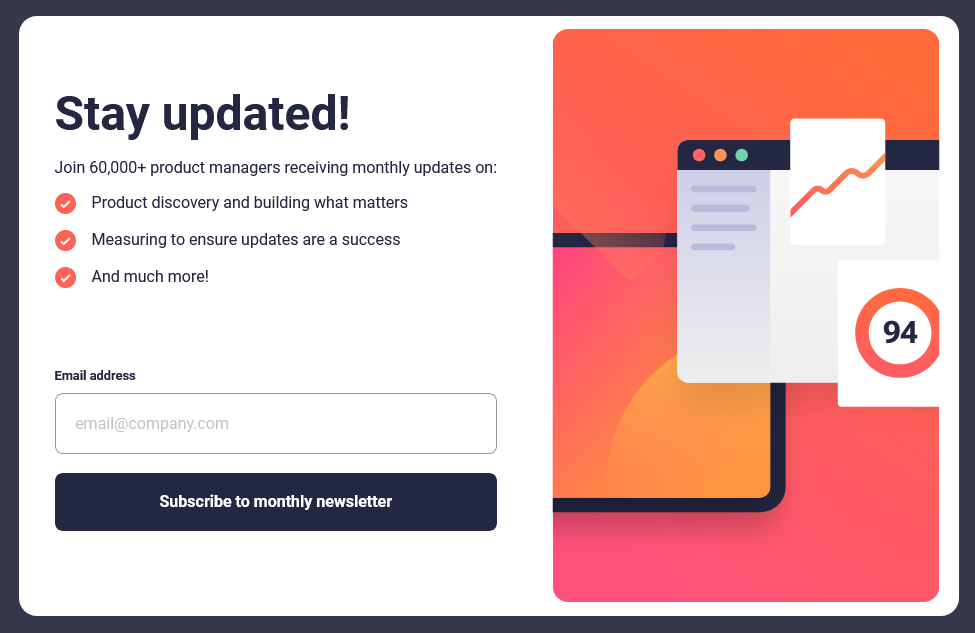 Stay updated!
Join 60,000+ product managers receiving monthly updates on:
Product discovery and building what matters
Measuring to ensure updates are a success
And much more!
Email address
email@company.com
Subscribe to monthly newsletter
94